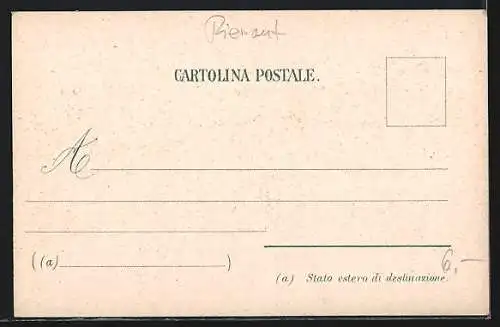 Piemont
CARTOLINA POSTALE.
A
((a) )
(a) Stato estero di destinazione.
6,-